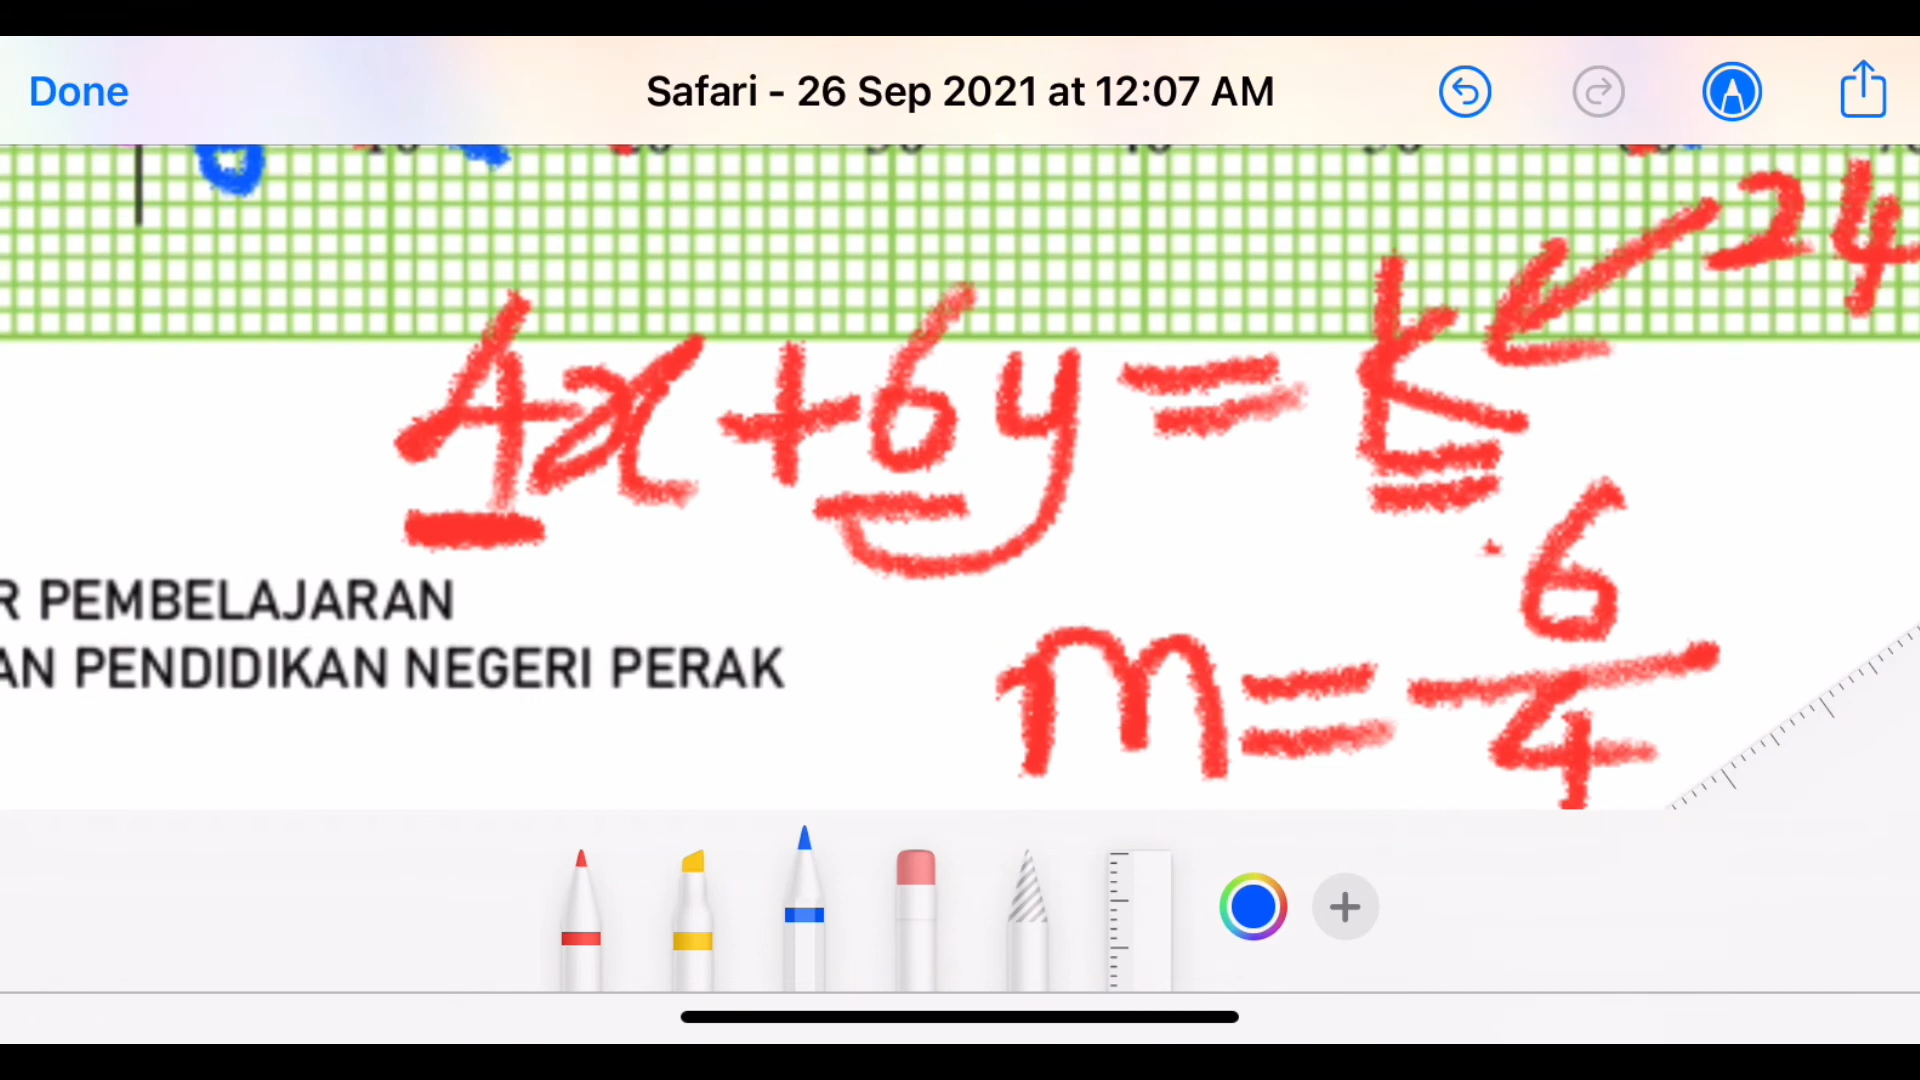 Done
Safari - 26 Sep 2021 at 12:07 AM
24
4x+6y=k
6
m=
4
R PEMBELAJARAN
AN PENDIDIKAN NEGERI PERAK